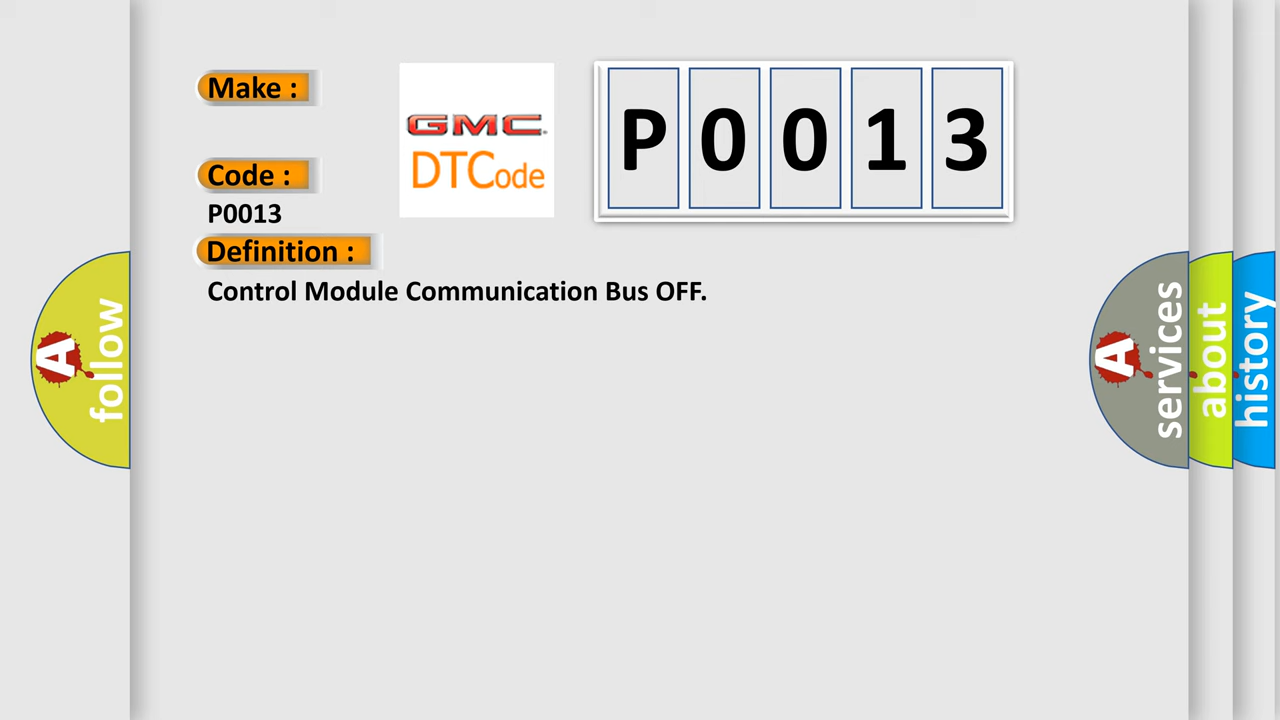 Make :
GMC
DTCode
P0013
Code :
P0013
Definition :
Control Module Communication Bus OFF.
A follow
A services
about
history